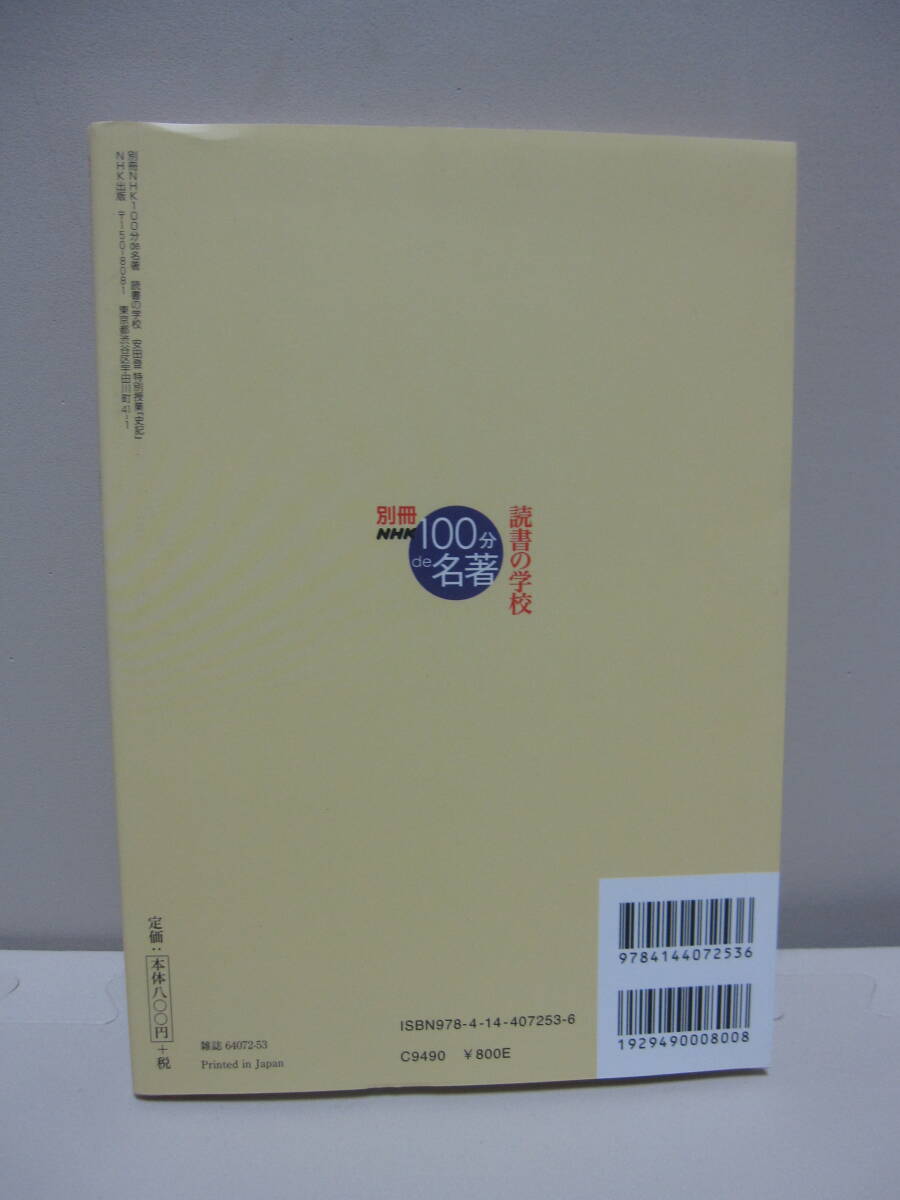 別冊NHK100分de名著 読書の学校 安田登 特別授業『史記』
NHK出版 〒150-8081 東京都渋谷区宇田川町41-1
別冊
NHK
100分
de名著
読書の学校
定価：本体八〇〇円+税
雑誌 64072-53
Printed in Japan
ISBN978-4-14-407253-6
C9490 ¥800E
9784144072536
1929490008008